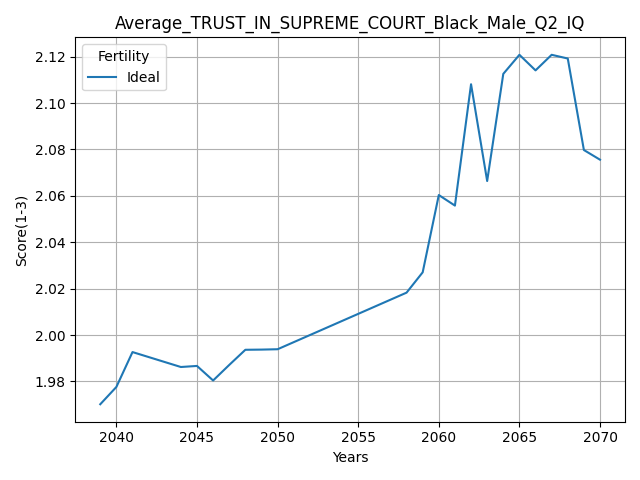 Average_TRUST_IN_SUPREME_COURT_Black_Male_Q2_IQ
Fertility
Ideal
Score(1-3)
2.12
2.10
2.08
2.06
2.04
2.02
2.00
1.98
2040 2045 2050 2055 2060 2065 2070
Years